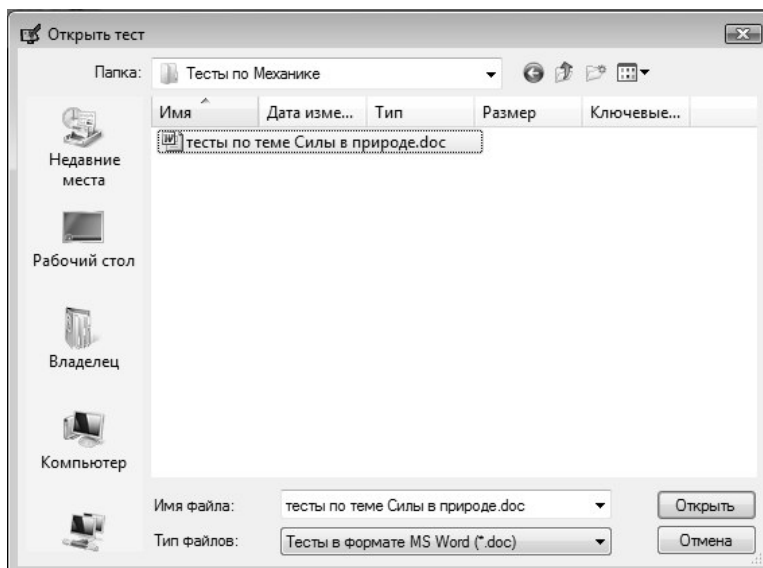 Открыть тест
Папка: Тесты по Механике
Имя Дата изме... Тип Размер Ключевые...
тесты по теме Силы в природе.doc
Недавние
места
Рабочий стол
Владелец
Компьютер
Имя файла: тесты по теме Силы в природе.doc Открыть
Тип файлов: Тесты в формате MS Word (*.doc) Отмена